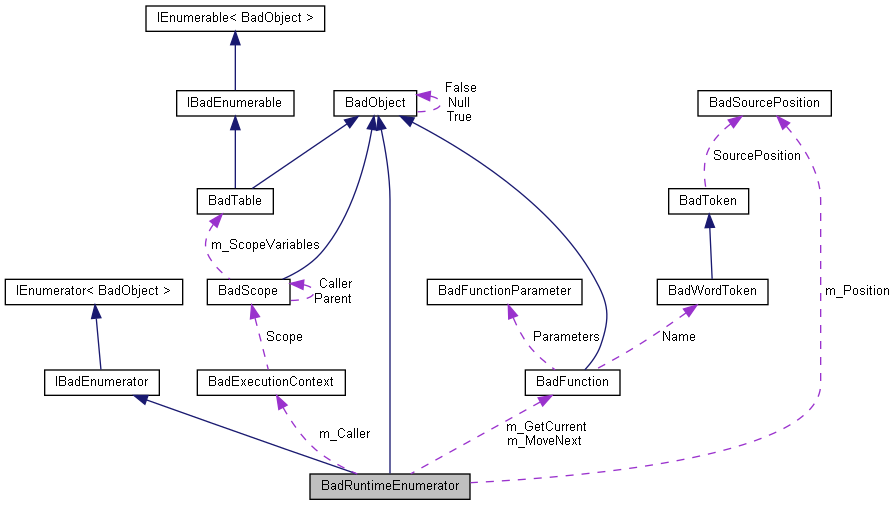 IEnumerable< BadObject >
IBadEnumerable
BadObject
False
Null
True
BadSourcePosition
SourcePosition
BadTable
BadToken
m_ScopeVariables
IEnumerator< BadObject >
BadScope
Caller
Parent
BadFunctionParameter
BadWordToken
m_Position
Scope
Parameters
Name
IBadEnumerator
BadExecutionContext
BadFunction
m_Caller
m_GetCurrent
m_MoveNext
BadRuntimeEnumerator